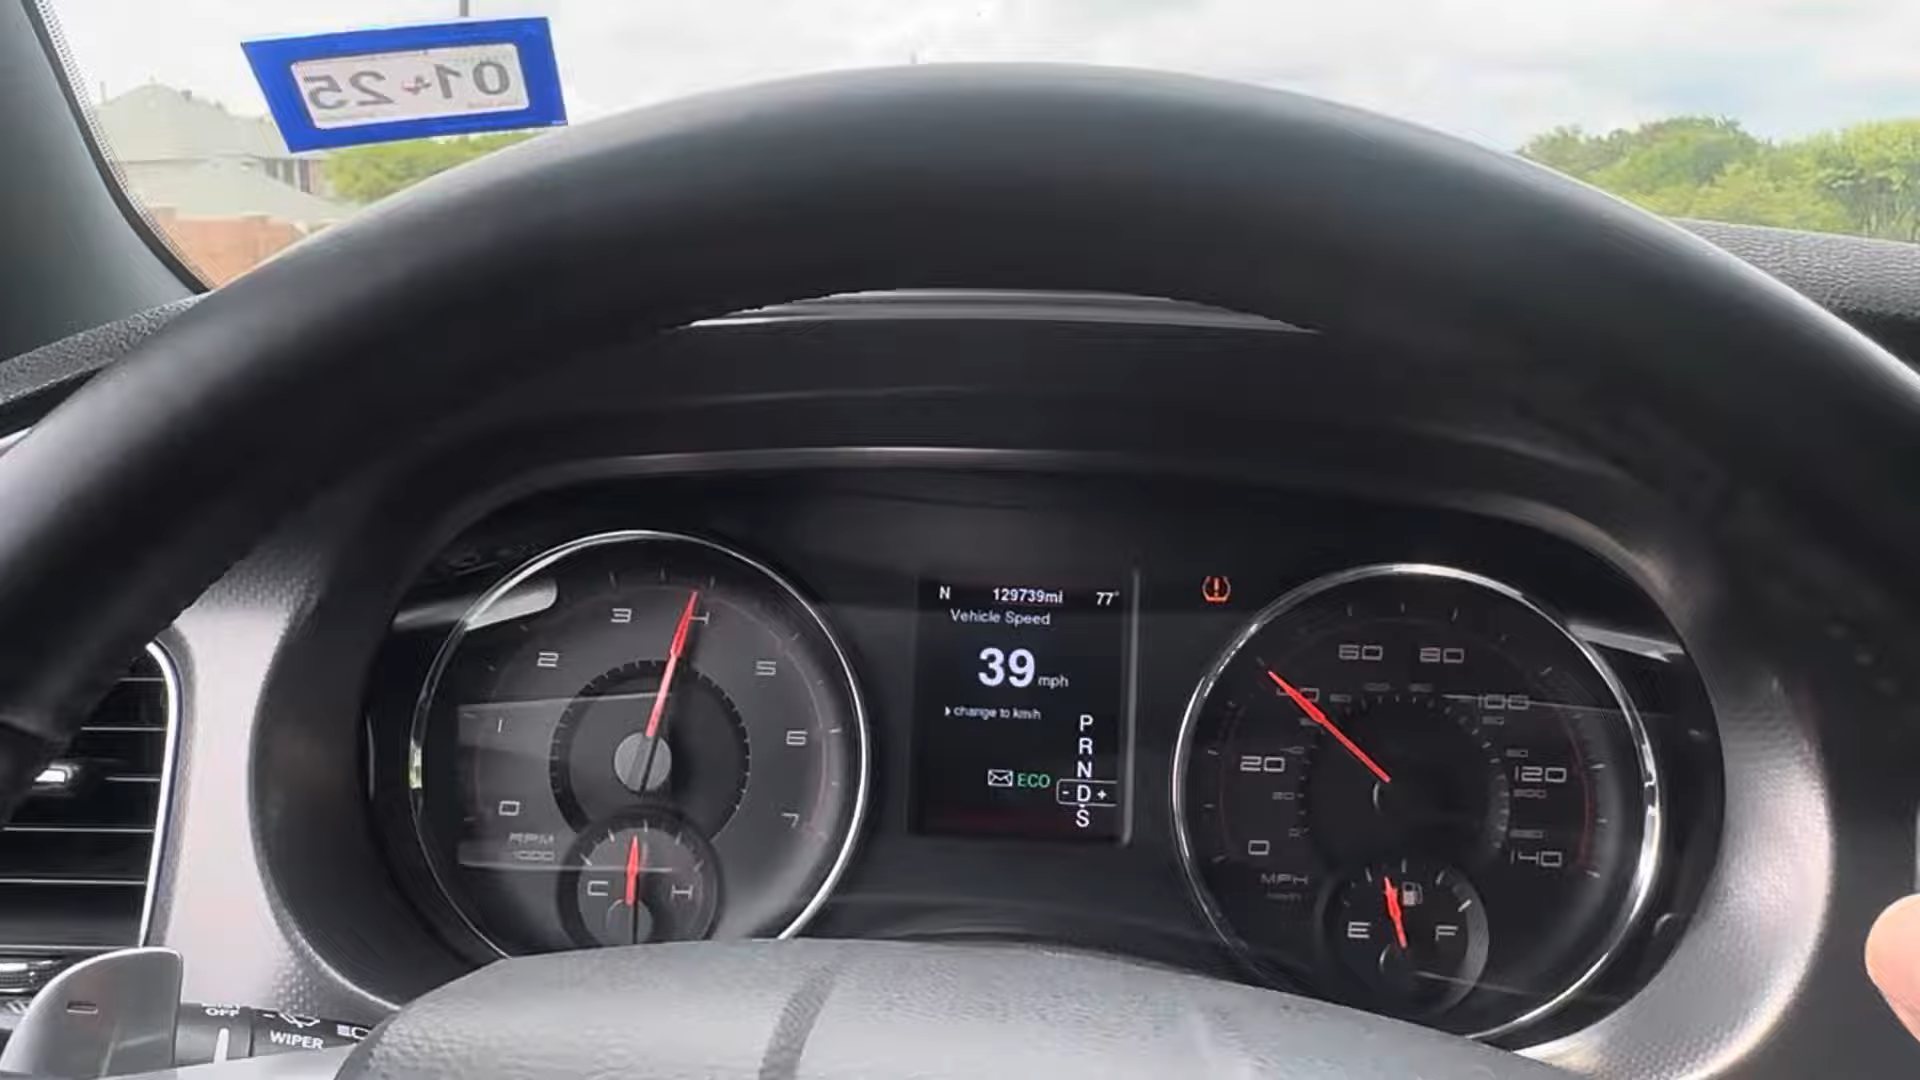 01 25
N 129739mi 77°
Vehicle Speed
39 mph
change to km/h
P
R
N
ECO
- D +
S
0
1
2
3
4
5
6
7
RPM
1000
C H
0
20
60
80
100
120
140
MPH
E F
OFF
WIPER